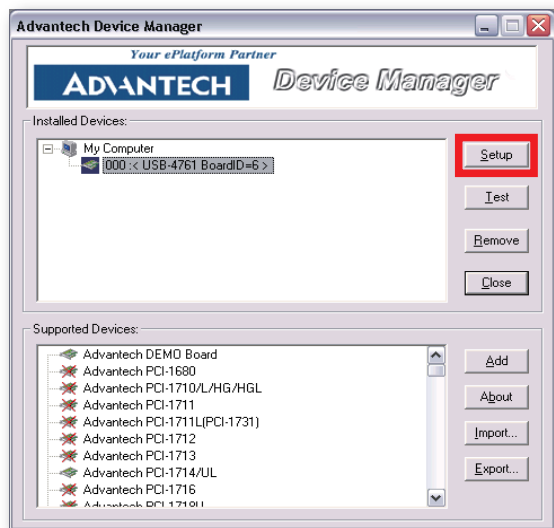 Advantech Device Manager
Your ePlatform Partner
ADVANTECH Device Manager
Installed Devices:
My Computer
000 :< USB-4761 BoardID=6 >
Setup
Test
Remove
Close
Supported Devices:
Advantech DEMO Board
Advantech PCI-1680
Advantech PCI-1710/L/HG/HGL
Advantech PCI-1711
Advantech PCI-1711L(PCI-1731)
Advantech PCI-1712
Advantech PCI-1713
Advantech PCI-1714/UL
Advantech PCI-1716
Advantech PCI-1718U
Add
About
Import...
Export...